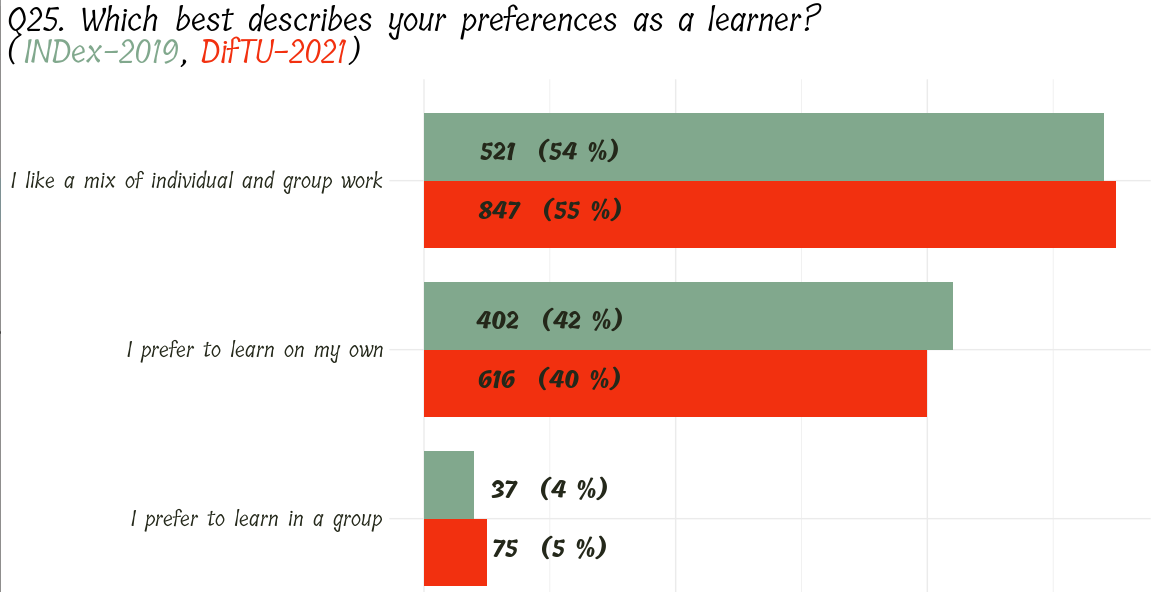 Q25. Which best describes your preferences as a learner?
(INDex-2019, DifTU-2021)
521 (54 %)
I like a mix of individual and group work
847 (55 %)
402 (42 %)
I prefer to learn on my own
616 (40 %)
37 (4 %)
I prefer to learn in a group
75 (5 %)